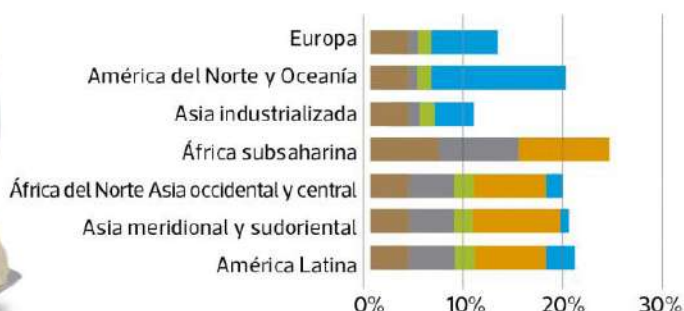 Europa
América del Norte y Oceanía
Asia industrializada
África subsaharina
África del Norte Asia occidental y central
Asia meridional y sudoriental
América Latina
0% 10% 20% 30%